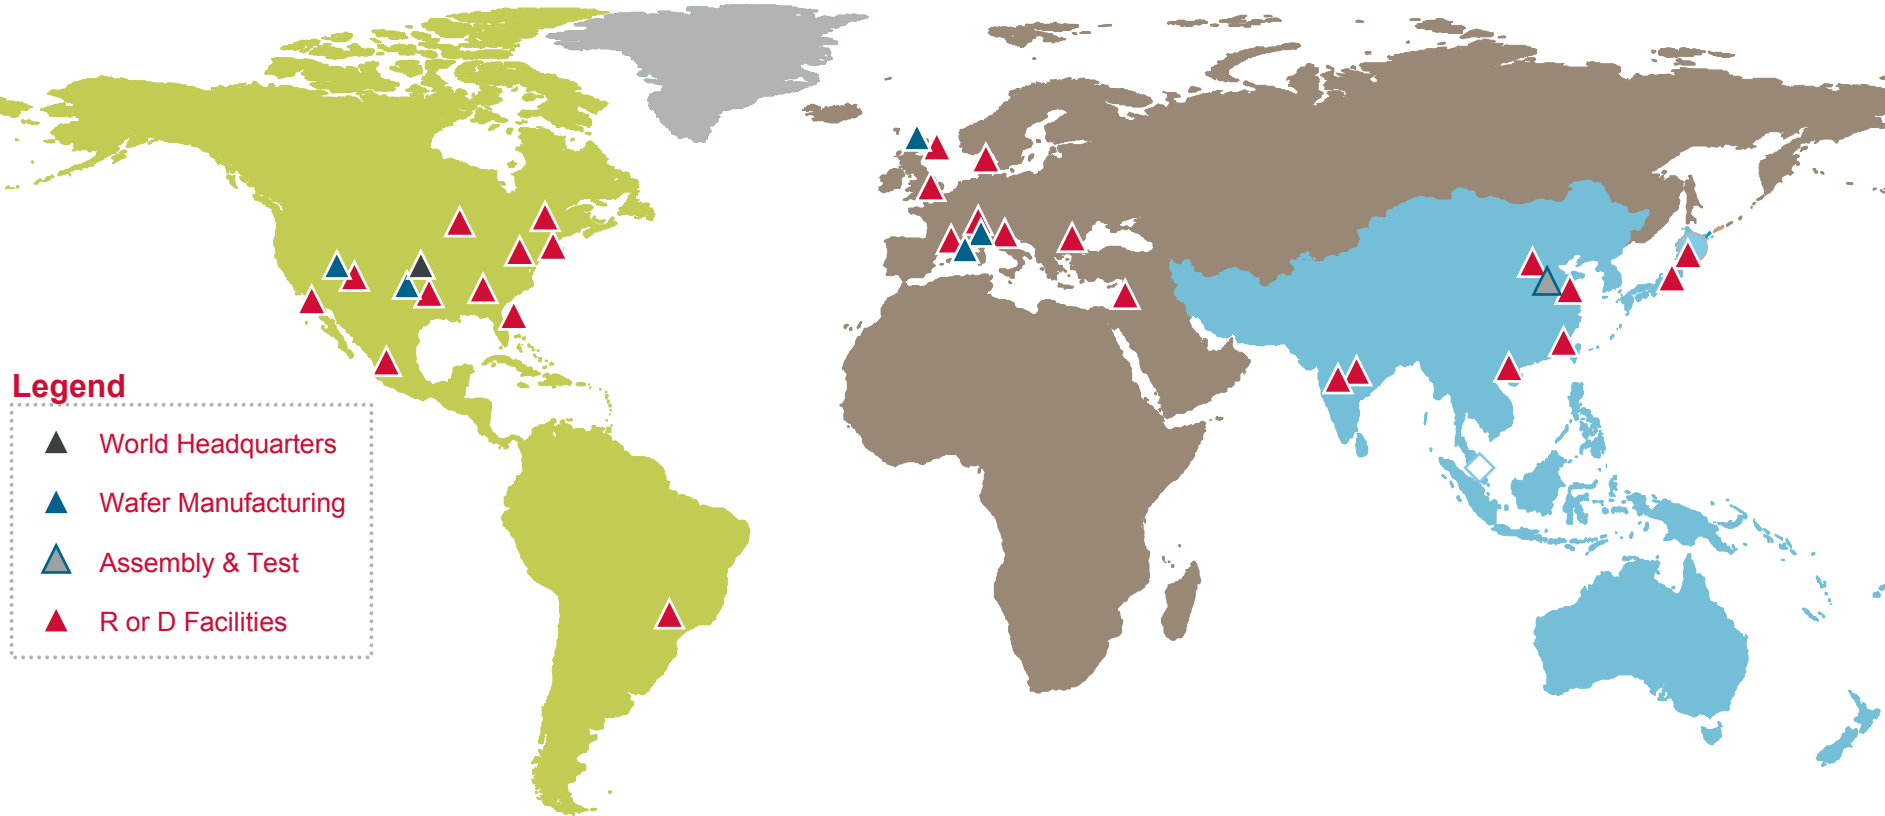 Legend
World Headquarters
Wafer Manufacturing
Assembly & Test
R or D Facilities